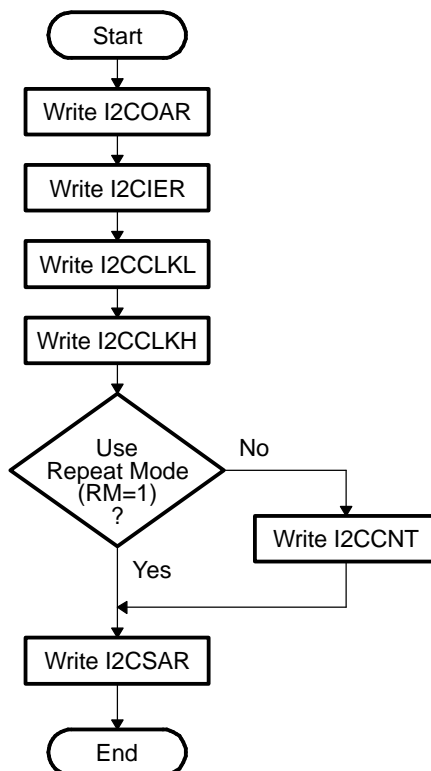 Start
Write I2COAR
Write I2CIER
Write I2CCLKL
Write I2CCLKH
Use
Repeat Mode
(RM=1)
?
No
Write I2CCNT
Yes
Write I2CSAR
End